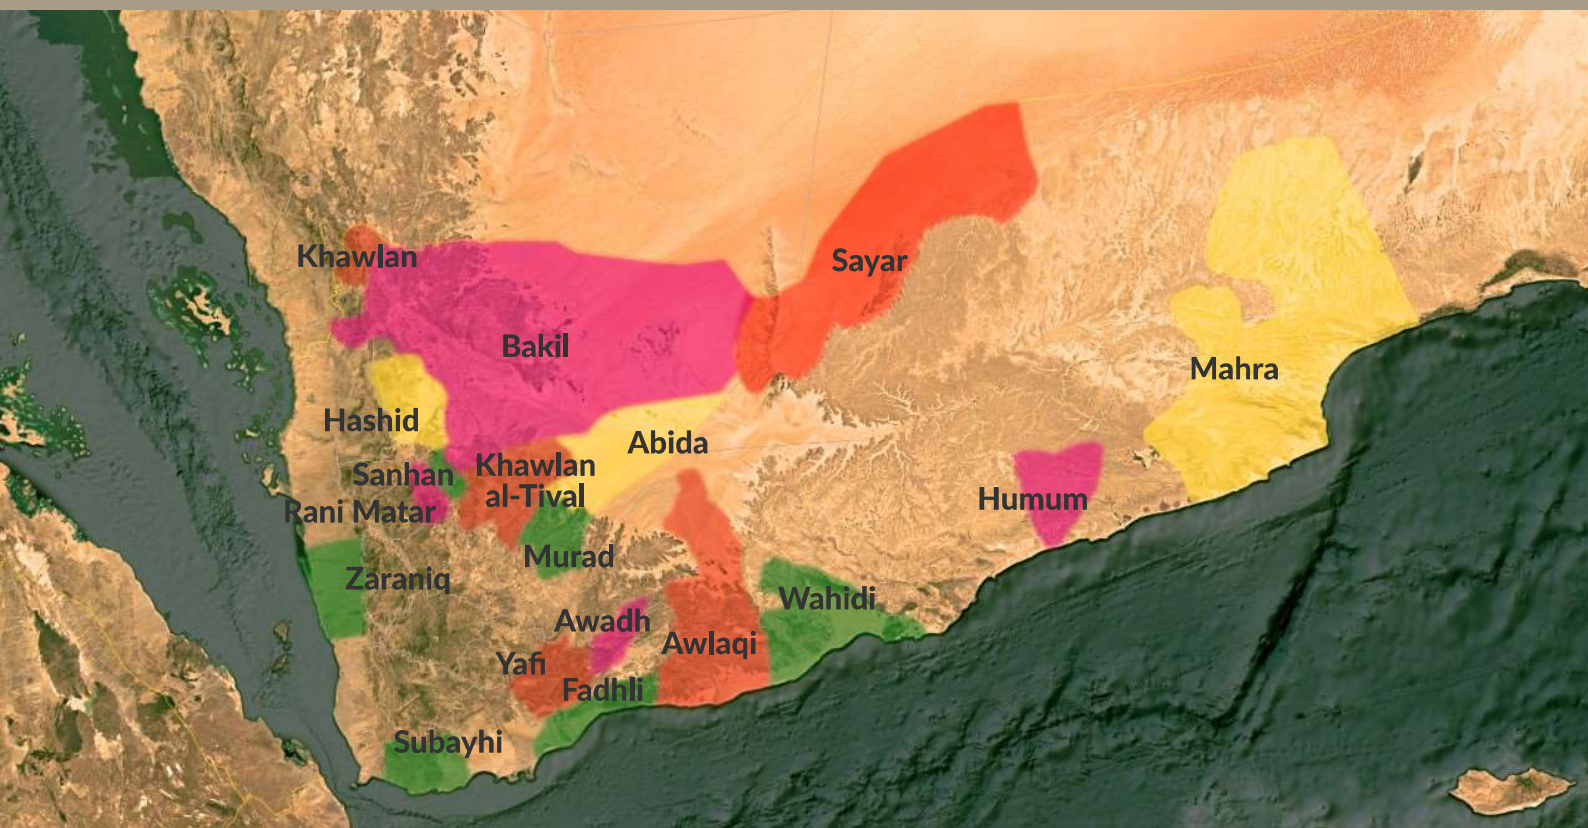 Khawlan
Sayar
Bakil
Mahra
Hashid
Abida
Sanhan
Khawlan
al-Tival
Rani Matar
Humum
Murad
Zaraniq
Wahidi
Awadh
Awlaqi
Yafi
Fadhli
Subayhi